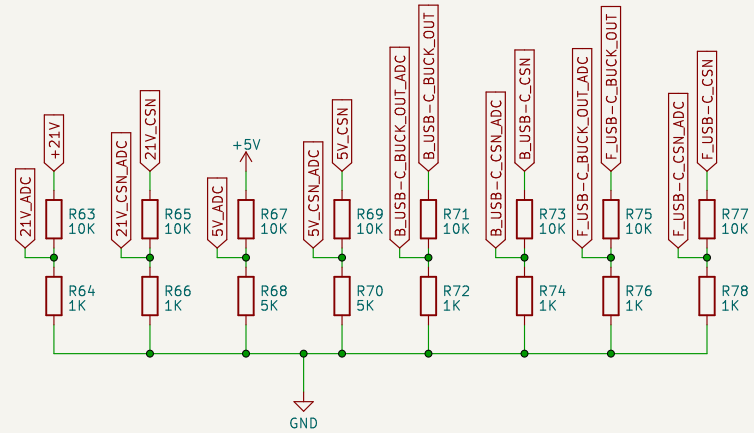 21V_ADC
+21V
21V_CSN_ADC
21V_CSN
5V_ADC
+5V
5V_CSN_ADC
5V_CSN
B_USB-C_BUCK_OUT_ADC
B_USB-C_BUCK_OUT
B_USB-C_CSN_ADC
B_USB-C_CSN
F_USB-C_BUCK_OUT_ADC
F_USB-C_BUCK_OUT
F_USB-C_CSN_ADC
F_USB-C_CSN
R63
10K
R65
10K
R67
10K
R69
10K
R71
10K
R73
10K
R75
10K
R77
10K
R64
1K
R66
1K
R68
5K
R70
5K
R72
1K
R74
1K
R76
1K
R78
1K
GND